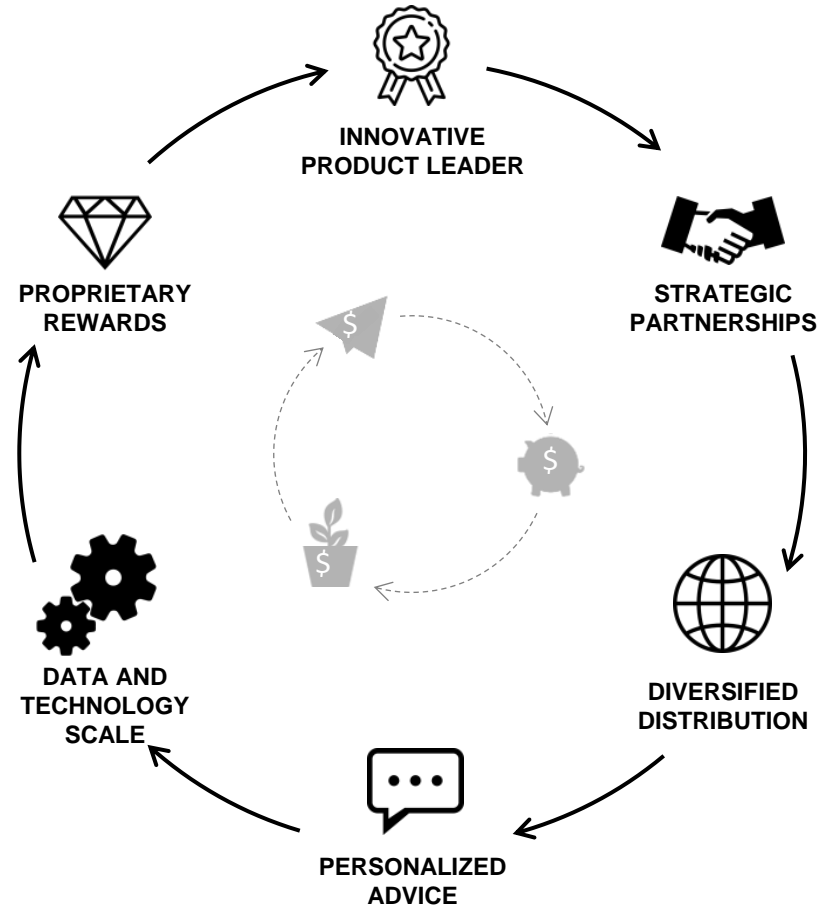 INNOVATIVE
PRODUCT LEADER
STRATEGIC
PARTNERSHIPS
DIVERSIFIED
DISTRIBUTION
PERSONALIZED
ADVICE
DATA AND
TECHNOLOGY
SCALE
PROPRIETARY
REWARDS
$
$
$